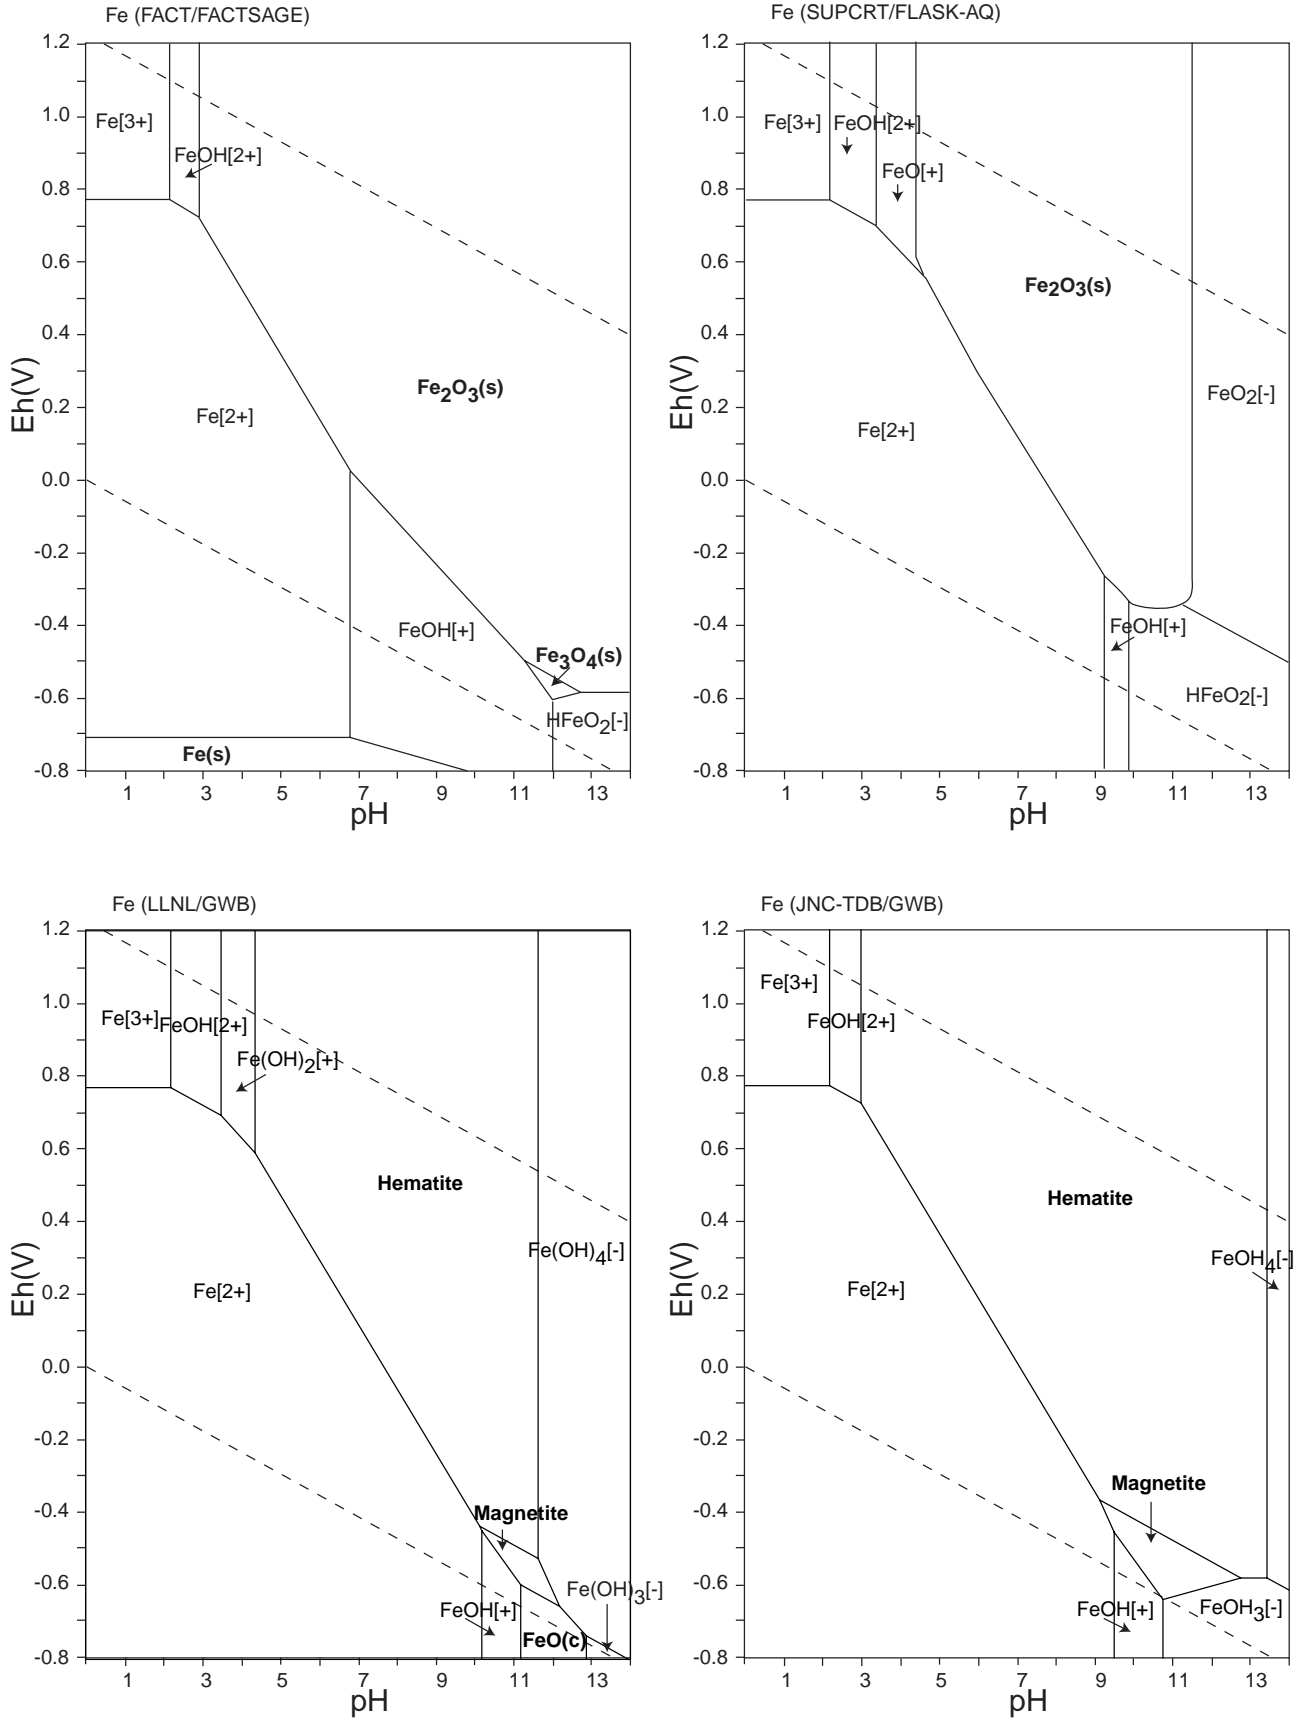 Fe (FACT/FACTSAGE)
1.2
1.0
0.8
0.6
0.4
0.2
0.0
-0.2
-0.4
-0.6
-0.8
Eh(V)
Fe[3+]
FeOH[2+]
Fe2O3(s)
Fe[2+]
FeOH[+]
Fe3O4(s)
HFeO2[-]
Fe(s)
1 3 5 7 9 11 13
pH
Fe (SUPCRT/FLASK-AQ)
1.2
1.0
0.8
0.6
0.4
0.2
0.0
-0.2
-0.4
-0.6
-0.8
Eh(V)
Fe[3+] FeOH[2+]
FeO[+]
Fe2O3(s)
FeO2[-]
Fe[2+]
FeOH[+]
HFeO2[-]
1 3 5 9 11 13
pH
Fe (LLNL/GWB)
1.2
1.0
0.8
0.6
0.4
0.2
0.0
-0.2
-0.4
-0.6
-0.8
Eh(V)
Fe[3+] FeOH[2+]
Fe(OH)2[+]
Hematite
Fe(OH)4[-]
Fe[2+]
Magnetite
Fe(OH)3[-]
FeOH[+]
FeO(c)
1 3 5 7 9 11 13
pH
Fe (JNC-TDB/GWB)
1.2
1.0
0.8
0.6
0.4
0.2
0.0
-0.2
-0.4
-0.6
-0.8
Eh(V)
Fe[3+]
FeOH[2+]
Hematite
FeOH4[-]
Fe[2+]
Magnetite
FeOH[+]
FeOH3[-]
1 3 5 7 9 11 13
pH